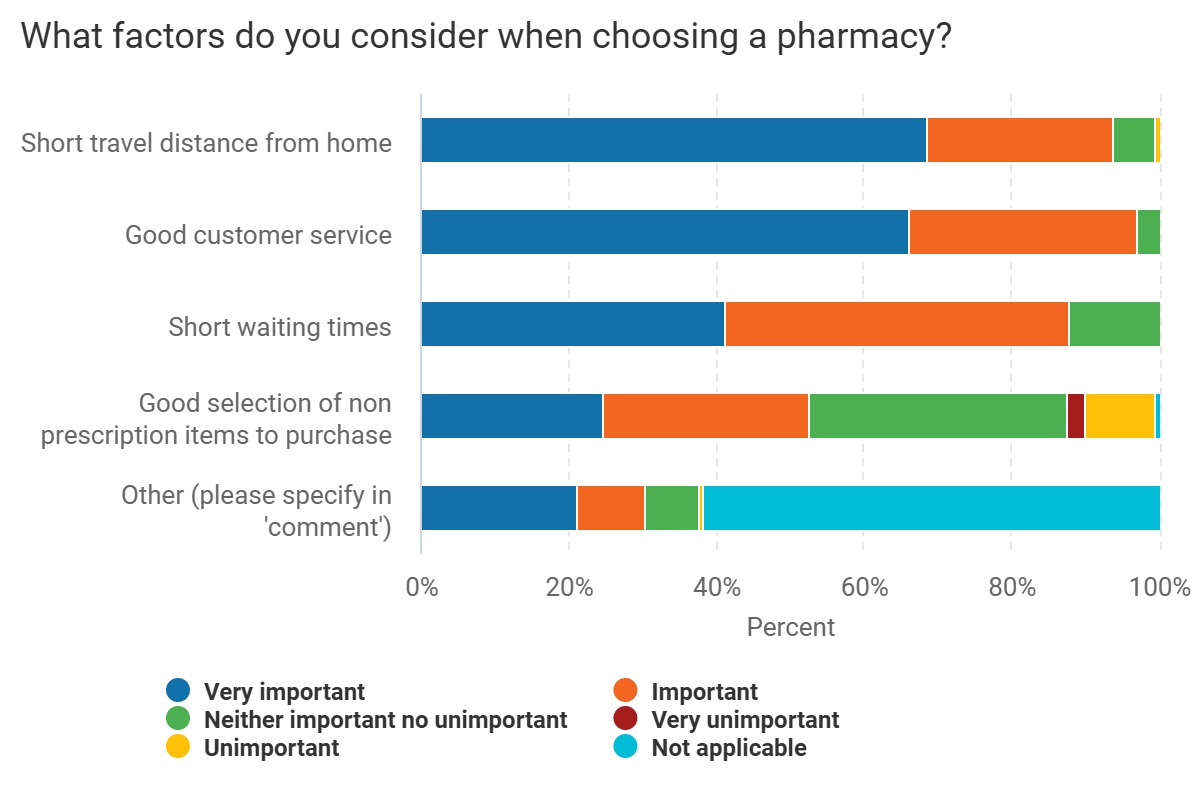 What factors do you consider when choosing a pharmacy?
Short travel distance from home
Good customer service
Short waiting times
Good selection of non
prescription items to purchase
Other (please specify in
'comment')
0% 20% 40% 60% 80% 100%
Percent
Very important Important
Neither important no unimportant Very unimportant
Unimportant Not applicable